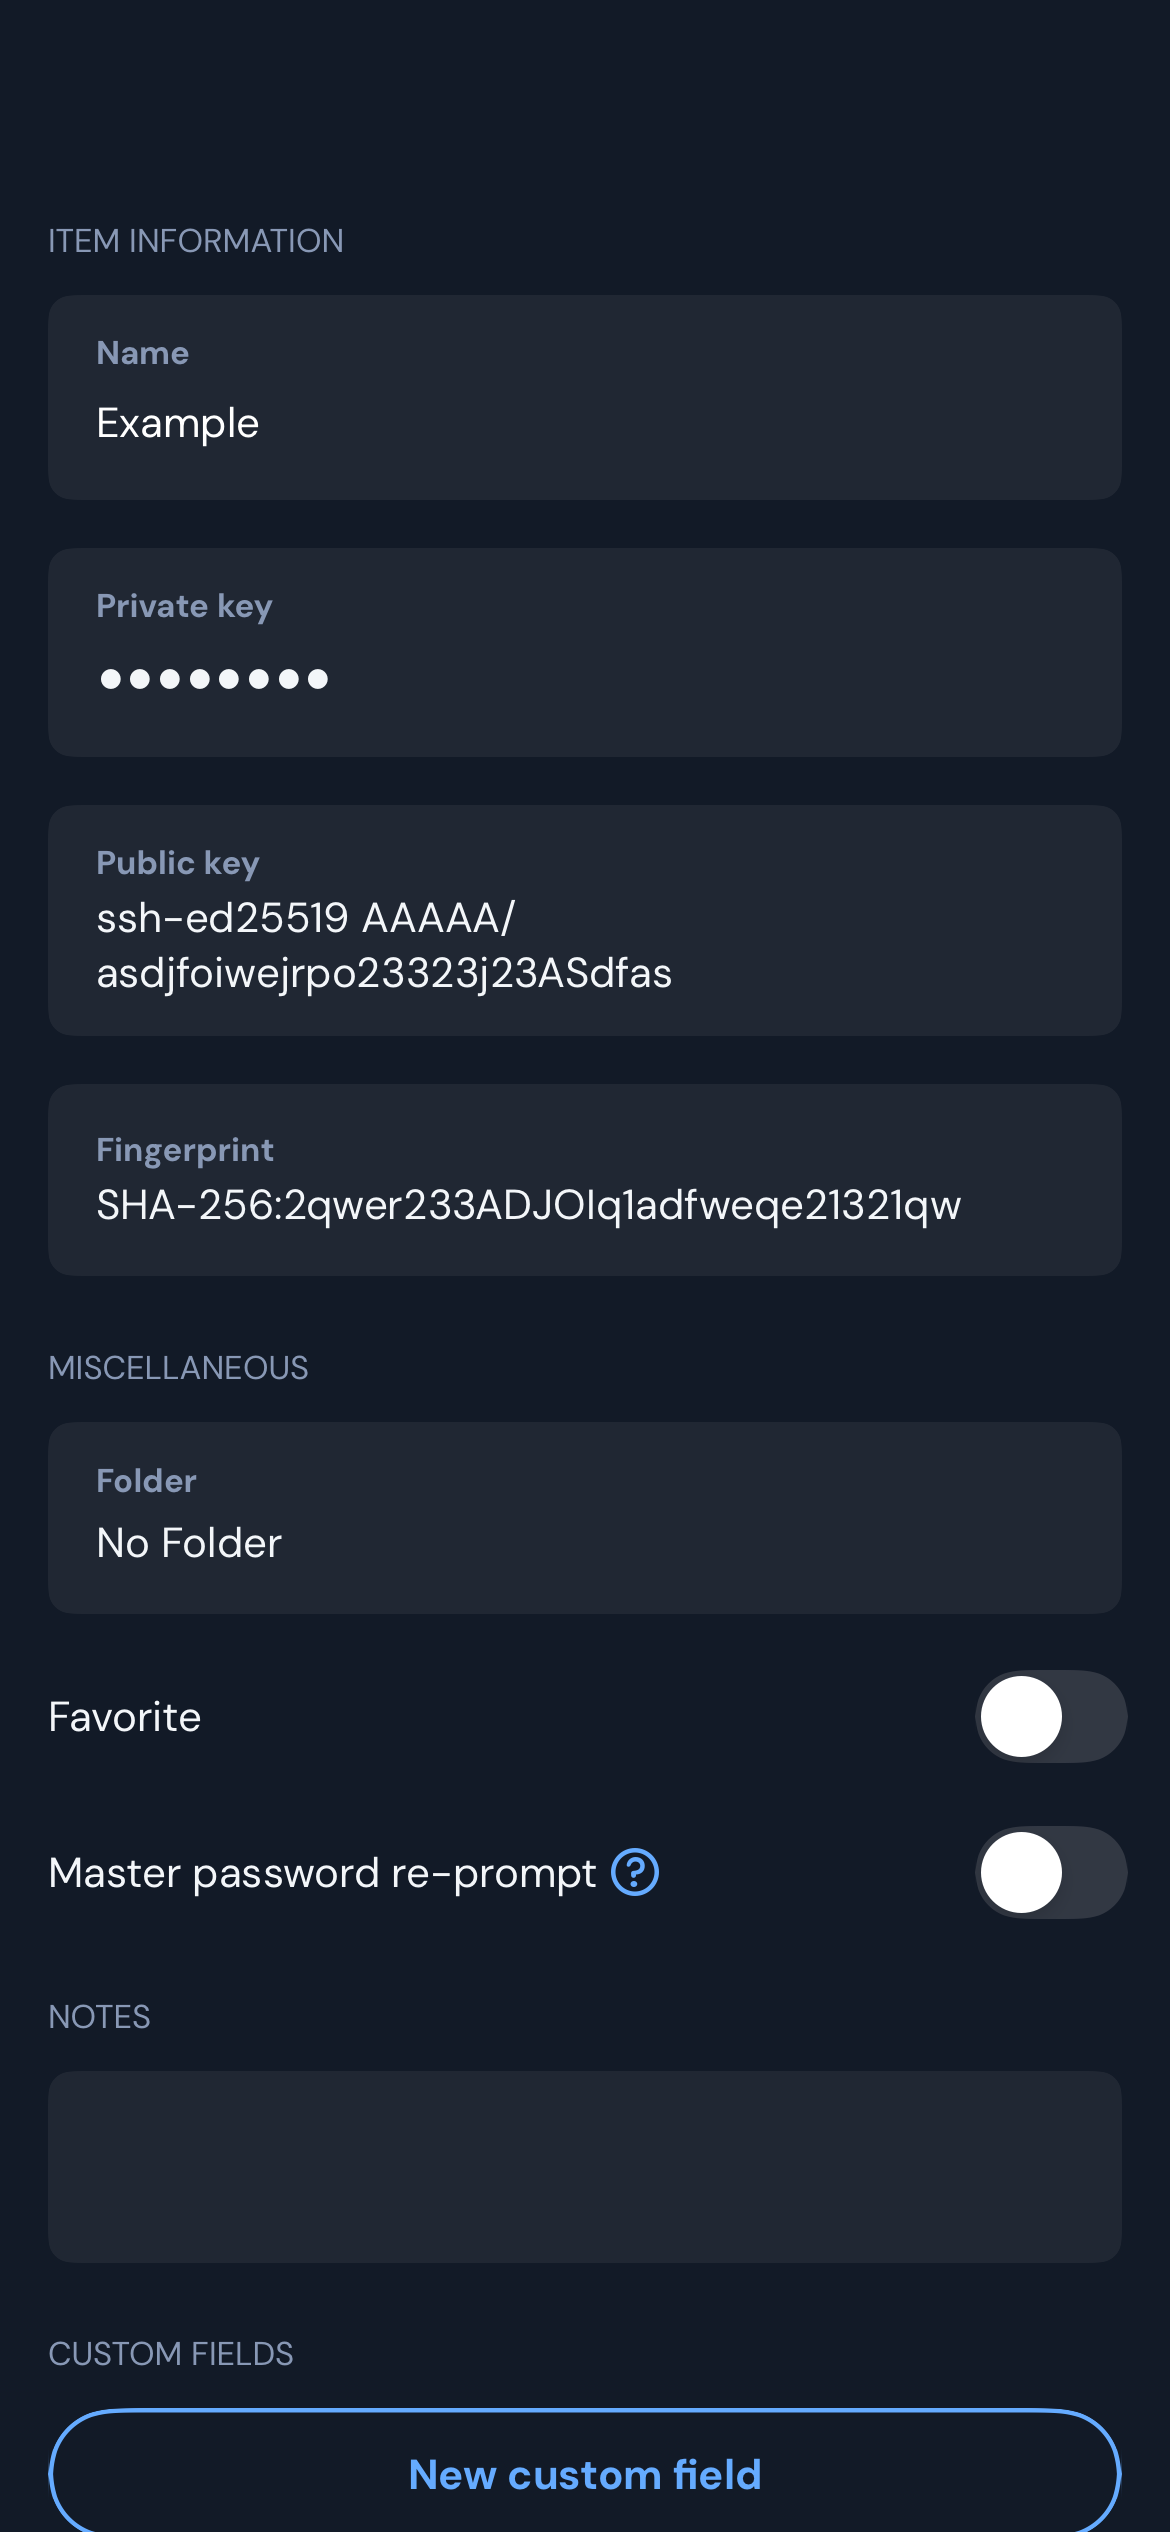 ITEM INFORMATION
Name
Example
Private key
●●●●●●●●
Public key
ssh-ed25519 AAAAA/
asdjfoiwejrpo23323j23ASdfas
Fingerprint
SHA-256:2qwer233ADJOIq1adfweqe21321qw
MISCELLANEOUS
Folder
No Folder
Favorite
Master password re-prompt
NOTES
CUSTOM FIELDS
New custom field